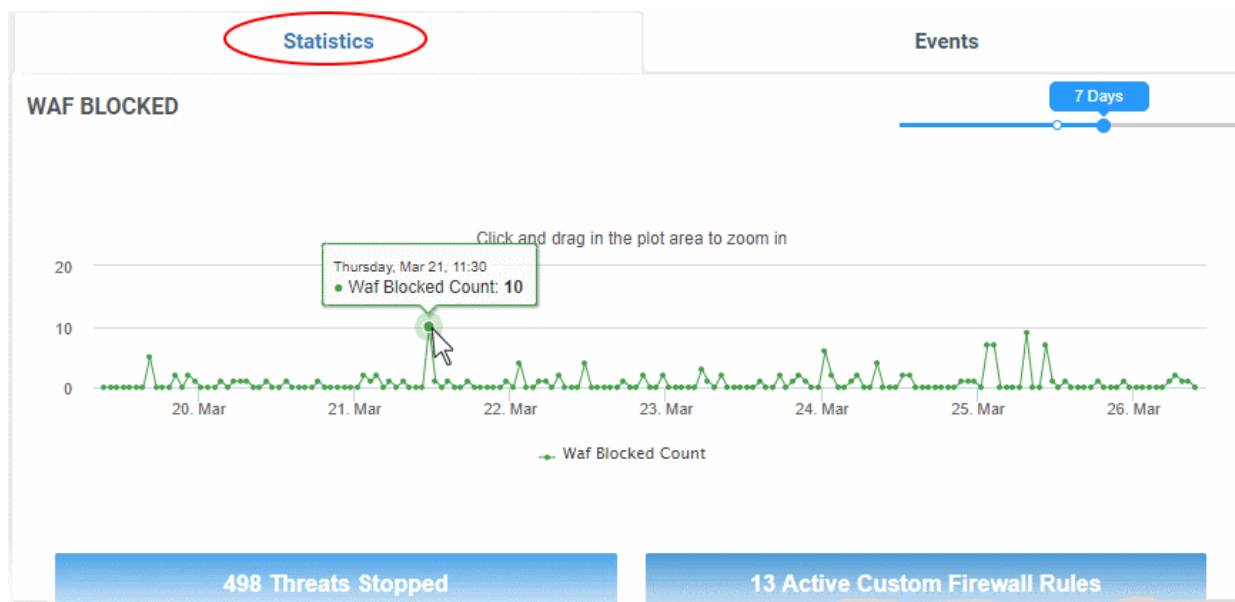 Statistics
Events
WAF BLOCKED
7 Days
Click and drag in the plot area to zoom in
Thursday, Mar 21, 11:30
Waf Blocked Count: 10
20
10
0
20. Mar
21. Mar
22. Mar
23. Mar
24. Mar
25. Mar
26. Mar
Waf Blocked Count
498 Threats Stopped
13 Active Custom Firewall Rules